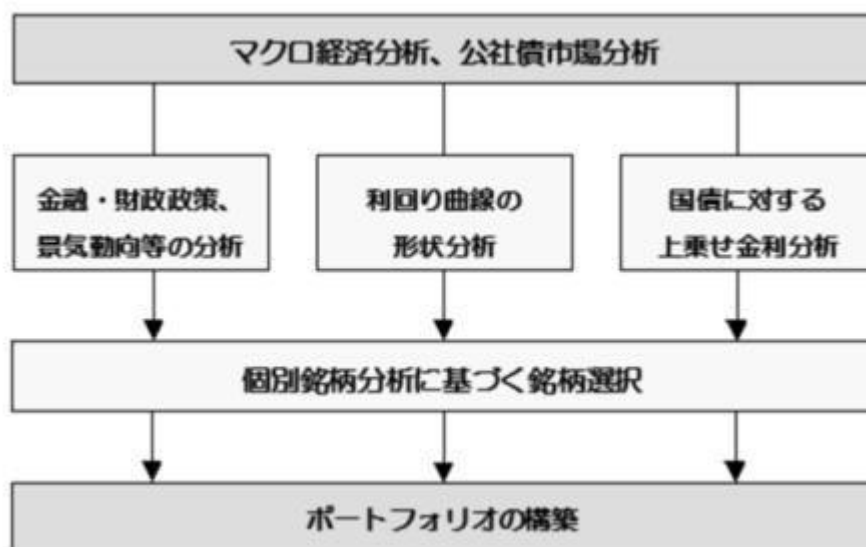 マクロ経済分析、公社債市場分析
金融・財政政策、
景気動向等の分析
利回り曲線の
形状分析
国債に対する
上乗せ金利分析
個別銘柄分析に基づく銘柄選択
ポートフォリオの構築